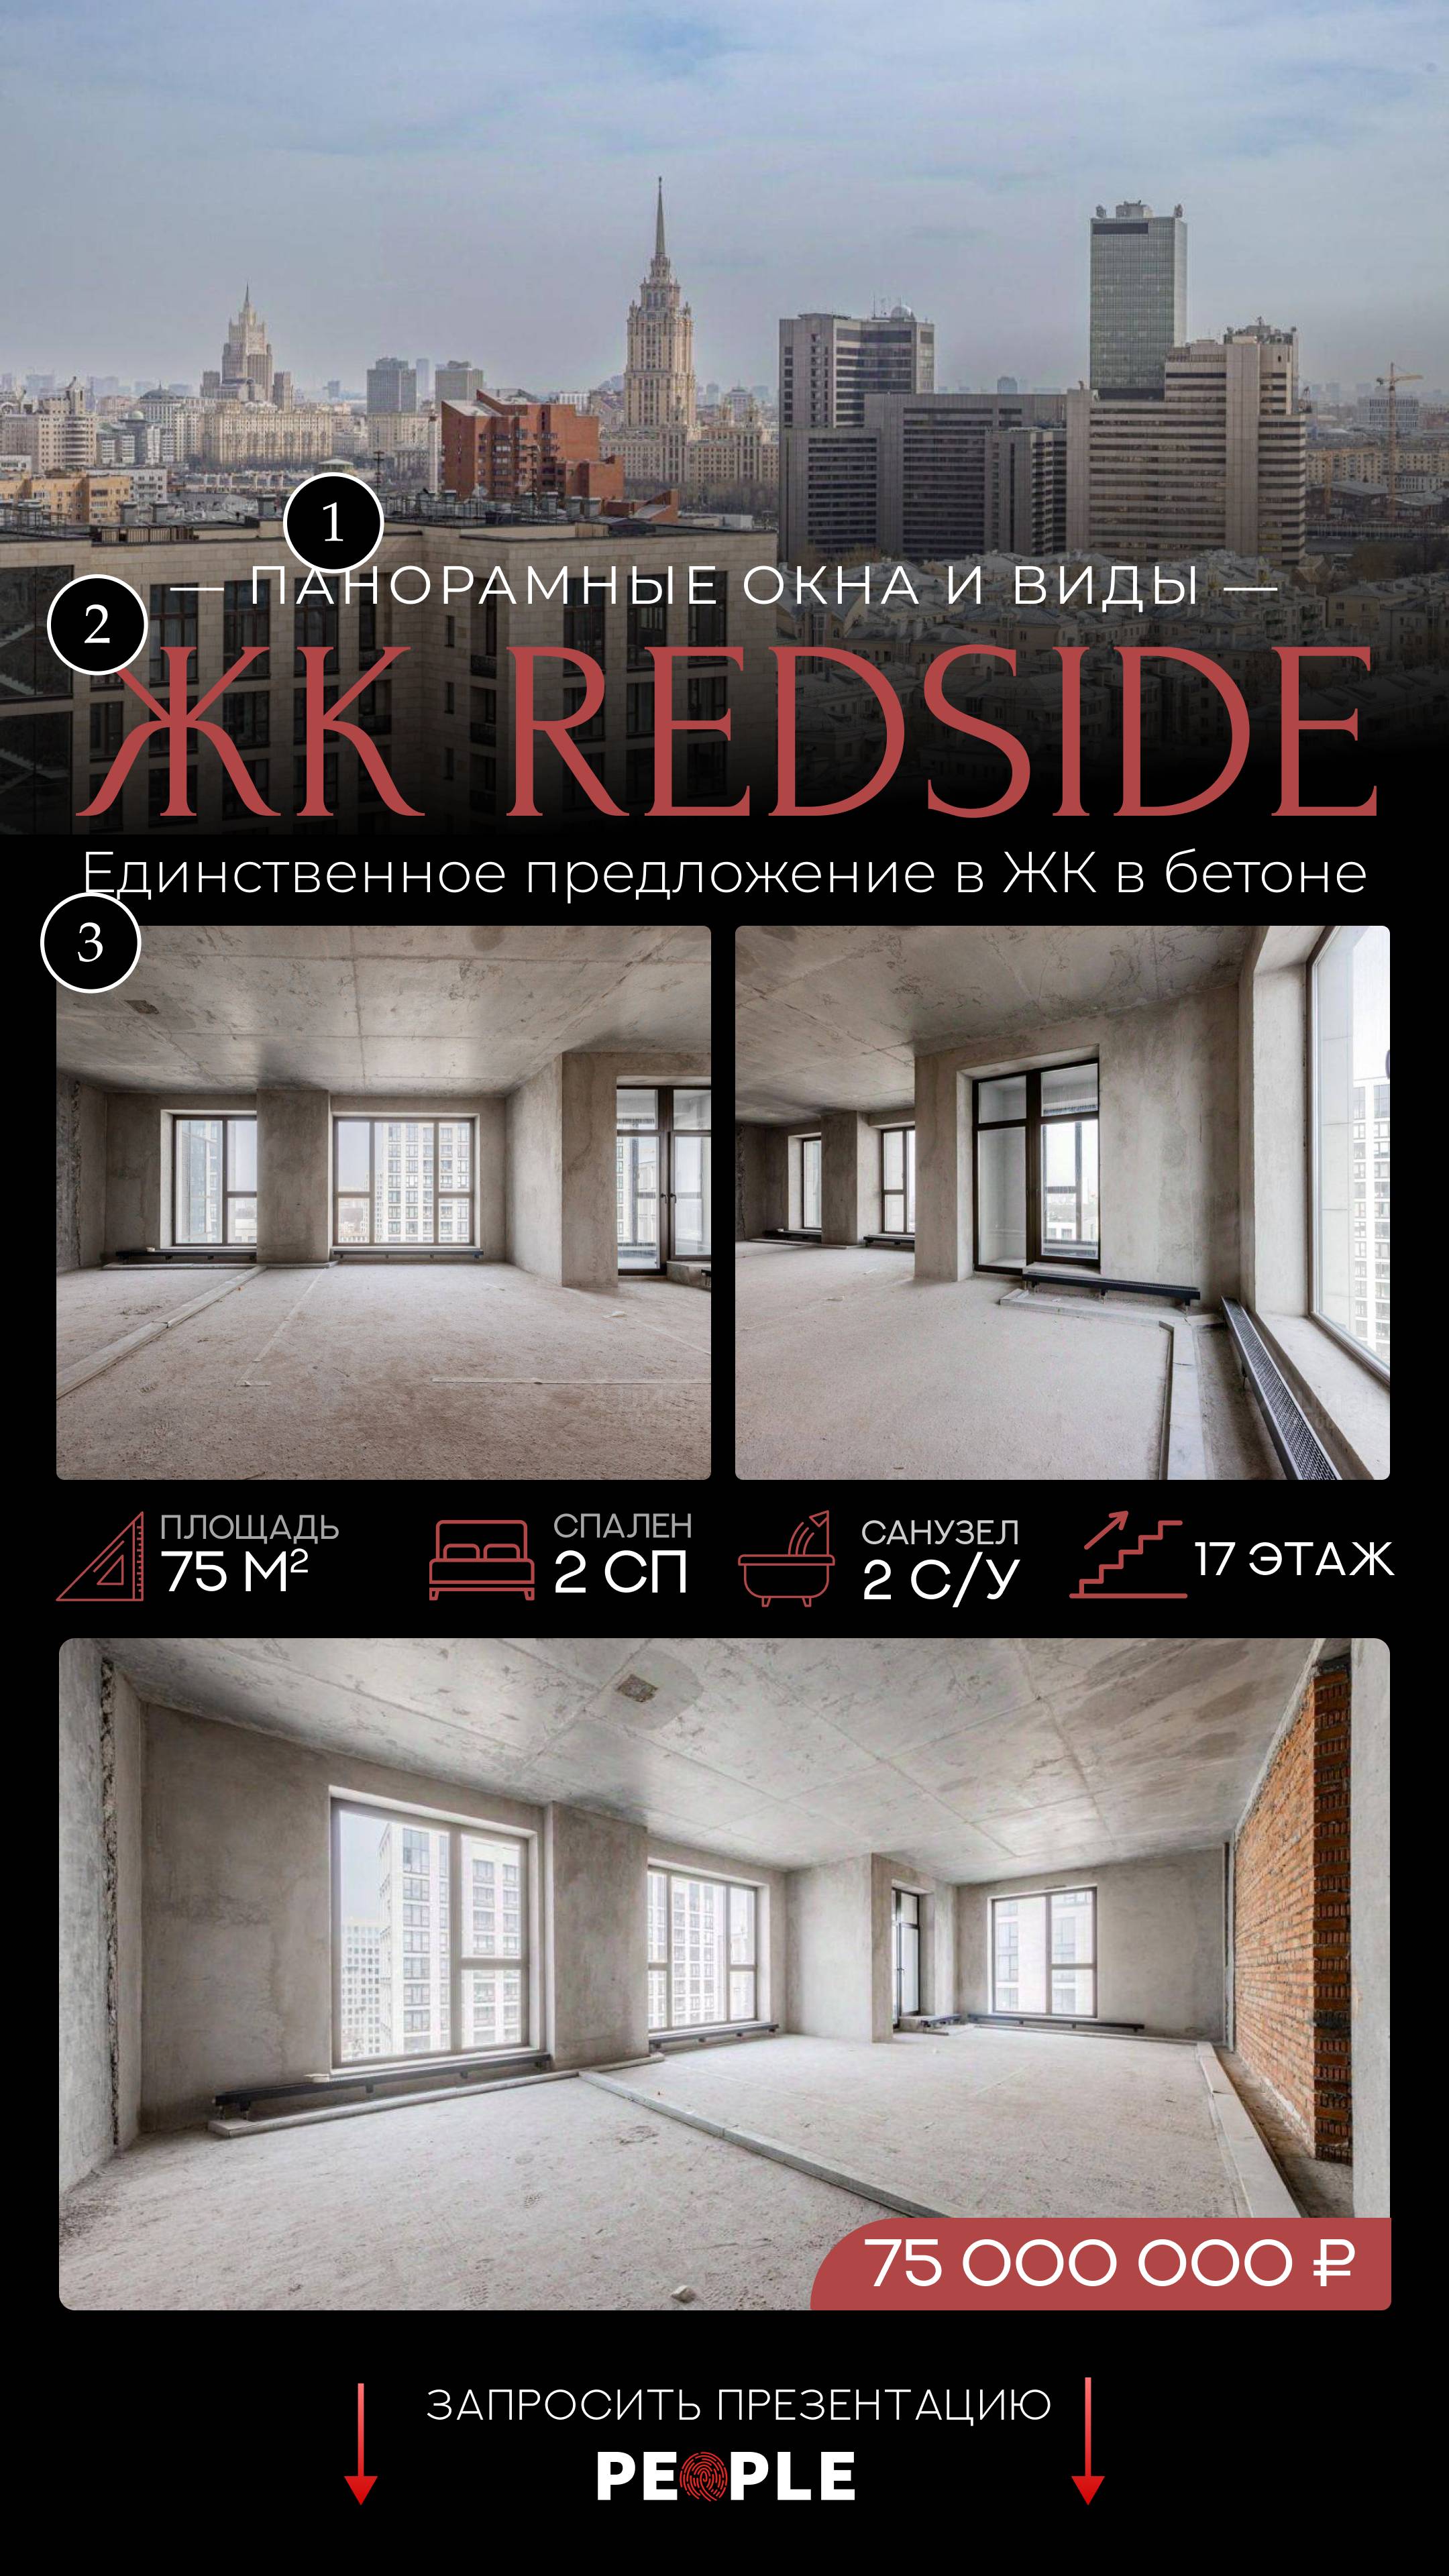 1
— ПАНОРАМНЫЕ ОКНА И ВИДЫ —
2
ЖК REDSIDE
Единственное предложение в ЖК в бетоне
3
ПЛОЩАДЬ
75 М²
СПАЛЕН
2 СП
САНУЗЕЛ
2 С/У
17 ЭТАЖ
75 000 000 ₽
ЗАПРОСИТЬ ПРЕЗЕНТАЦИЮ
PEOPLE